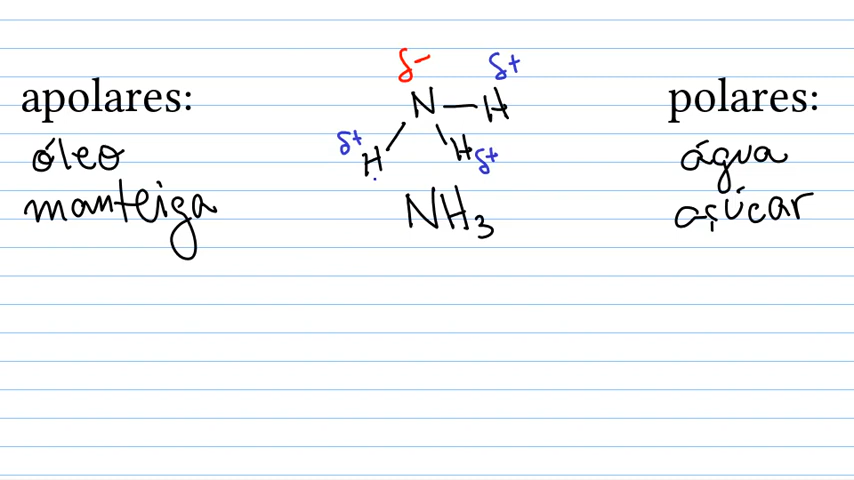 apolares:
óleo
manteiga
δ-
δ+
N — H
δ+
H
H
δ+
NH₃
polares:
água
açúcar